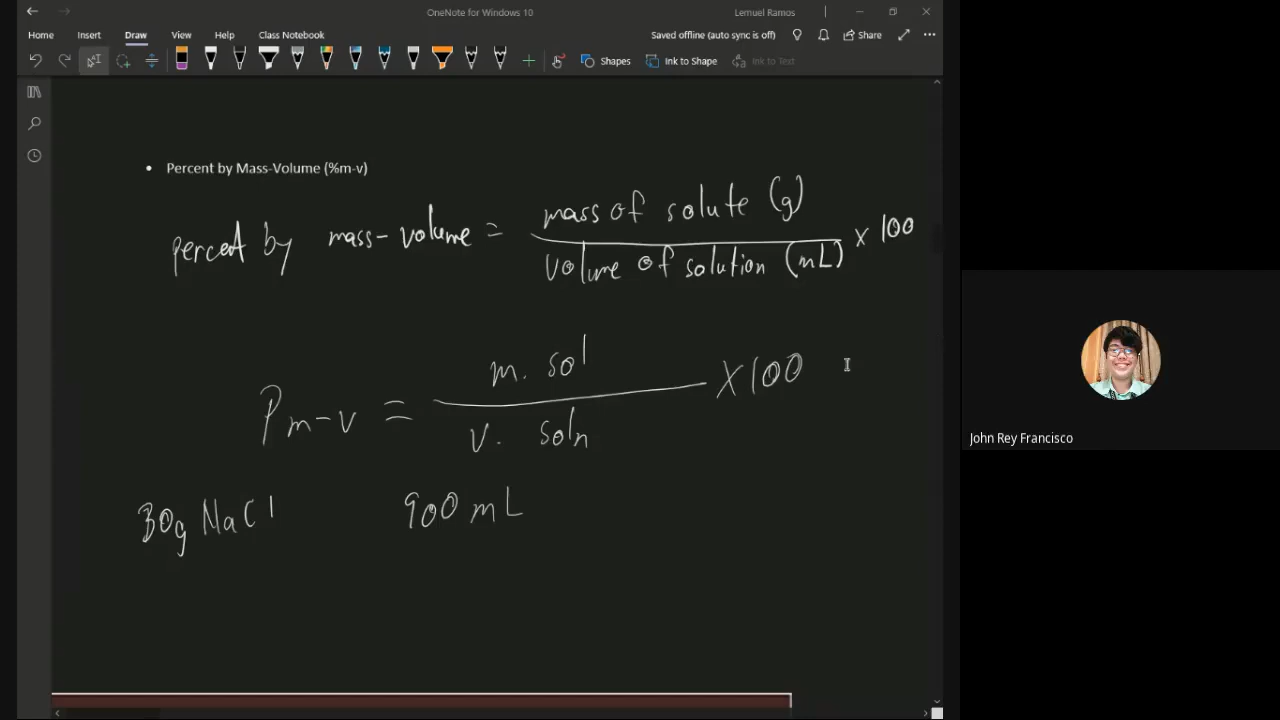 OneNote for Windows 10
Lemuel Ramos
Home Insert Draw View Help Class Notebook Saved offline (auto sync is off) Share
Shapes Ink to Shape Ink to Text
• Percent by Mass-Volume (%m-v)
percent by mass-volume = mass of solute (g)
volume of solution (mL) x 100
Pm-v = m. sol
v. soln X100
30g NaCl 900 mL
John Rey Francisco